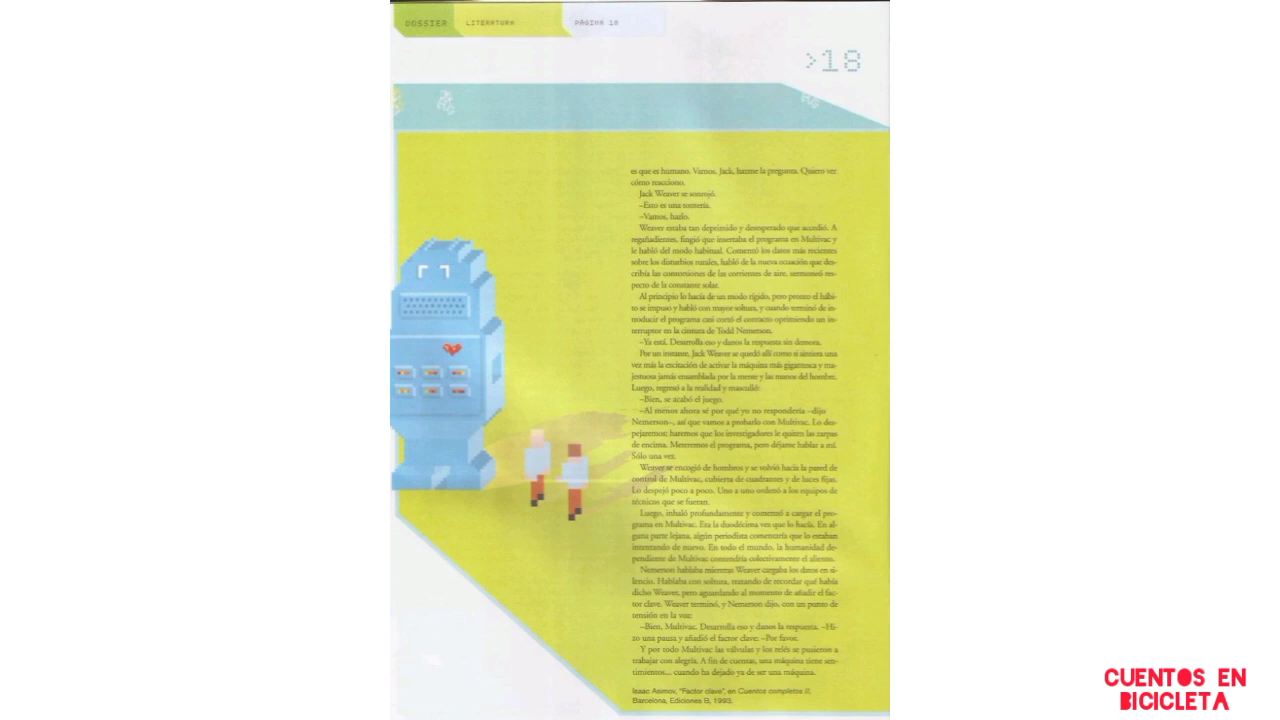 DOSSIER LITERATURA PÁGINA 18
>18
es que es humano. Vamos, Jack, hazme la pregunta. Quiero ver
cómo reacciono.
Jack Weaver se sonrojó.
–Esto es una tontería.
–Vamos, hazlo.
Weaver estaba tan deprimido y desesperado que accedió. A
regañadientes, fingió que insertaba el programa en Multivac y
le habló del modo habitual. Comentó los datos más recientes
sobre los disturbios rurales, habló de la nueva ecuación que des-
cribía las contorsiones de las corrientes de aire, sermoneó res-
pecto de la constante solar.
Al principio lo hacía de un modo rígido, pero pronto el hábi-
to se impuso y habló con mayor soltura, y cuando terminó de in-
troducir el programa casi cortó el contacto oprimiendo un in-
terruptor en la cintura de Todd Nemerson.
–Ya está. Desarrolla eso y danos la respuesta sin demora.
Por un instante, Jack Weaver se quedó allí como si sintiera una
vez más la excitación de activar la máquina más gigantesca y ma-
jestuosa jamás ensamblada por la mente y las manos del hombre.
Luego, regresó a la realidad y masculló:
–Bien, se acabó el juego.
–Al menos ahora sé por qué yo no respondería –dijo
Nemerson–, así que vamos a probarlo con Multivac. Lo des-
pejaremos; haremos que los investigadores le quiten las zarpas
de encima. Meteremos el programa, pero déjame hablar a mí.
Sólo una vez.
Weaver se encogió de hombros y se volvió hacia la pared de
control de Multivac, cubierta de cuadrantes y de luces fijas.
Lo despejó poco a poco. Uno a uno ordenó a los equipos de
técnicos que se fueran.
Luego, inhaló profundamente y comenzó a cargar el pro-
grama en Multivac. Era la duodécima vez que lo hacía. En al-
guna parte lejana, algún periodista comentaría que lo estaban
intentando de nuevo. En todo el mundo, la humanidad de-
pendiente de Multivac contendría colectivamente el aliento.
Nemerson hablaba mientras Weaver cargaba los datos en si-
lencio. Hablaba con soltura, tratando de recordar qué había
dicho Weaver, pero aguardando al momento de añadir el fac-
tor clave. Weaver terminó, y Nemerson dijo, con un punto de
tensión en la voz:
–Bien, Multivac. Desarrolla eso y danos la respuesta. –Hi-
zo una pausa y añadió el factor clave: –Por favor.
Y por todo Multivac las válvulas y los relés se pusieron a
trabajar con alegría. A fin de cuentas, una máquina tiene sen-
timientos... cuando ha dejado ya de ser una máquina.
Isaac Asimov, "Factor clave", en Cuentos completos II,
Barcelona, Ediciones B, 1993.
CUENTOS EN
BICICLETA